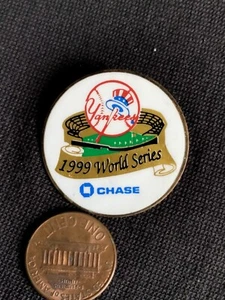 Yankees
1999 World Series
CHASE
ONE CENT